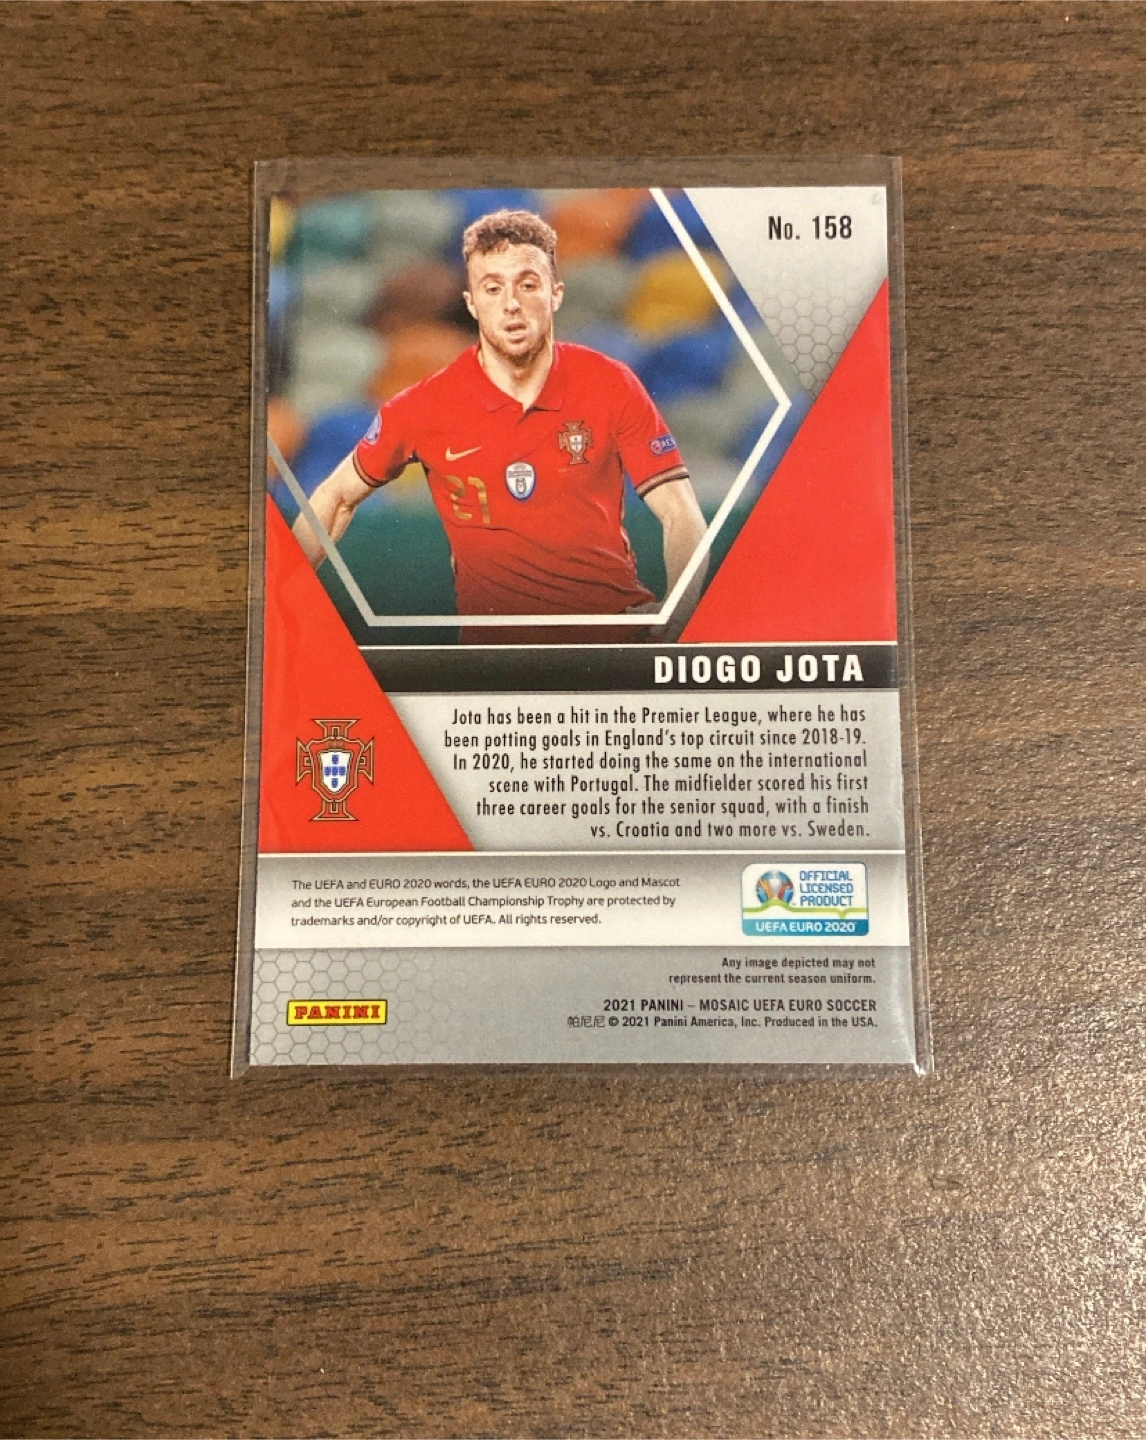 No. 158
21
DIOGO JOTA
Jota has been a hit in the Premier League, where he has
been potting goals in England's top circuit since 2018-19.
In 2020, he started doing the same on the international
scene with Portugal. The midfielder scored his first
three career goals for the senior squad, with a finish
vs. Croatia and two more vs. Sweden.
The UEFA and EURO 2020 words, the UEFA EURO 2020 Logo and Mascot
and the UEFA European Football Championship Trophy are protected by
trademarks and/or copyright of UEFA. All rights reserved.
OFFICIAL
LICENSED
PRODUCT
UEFA EURO 2020
Any image depicted may not
represent the current season uniform.
PANINI
2021 PANINI – MOSAIC UEFA EURO SOCCER
帕尼尼 © 2021 Panini America, Inc. Produced in the USA.